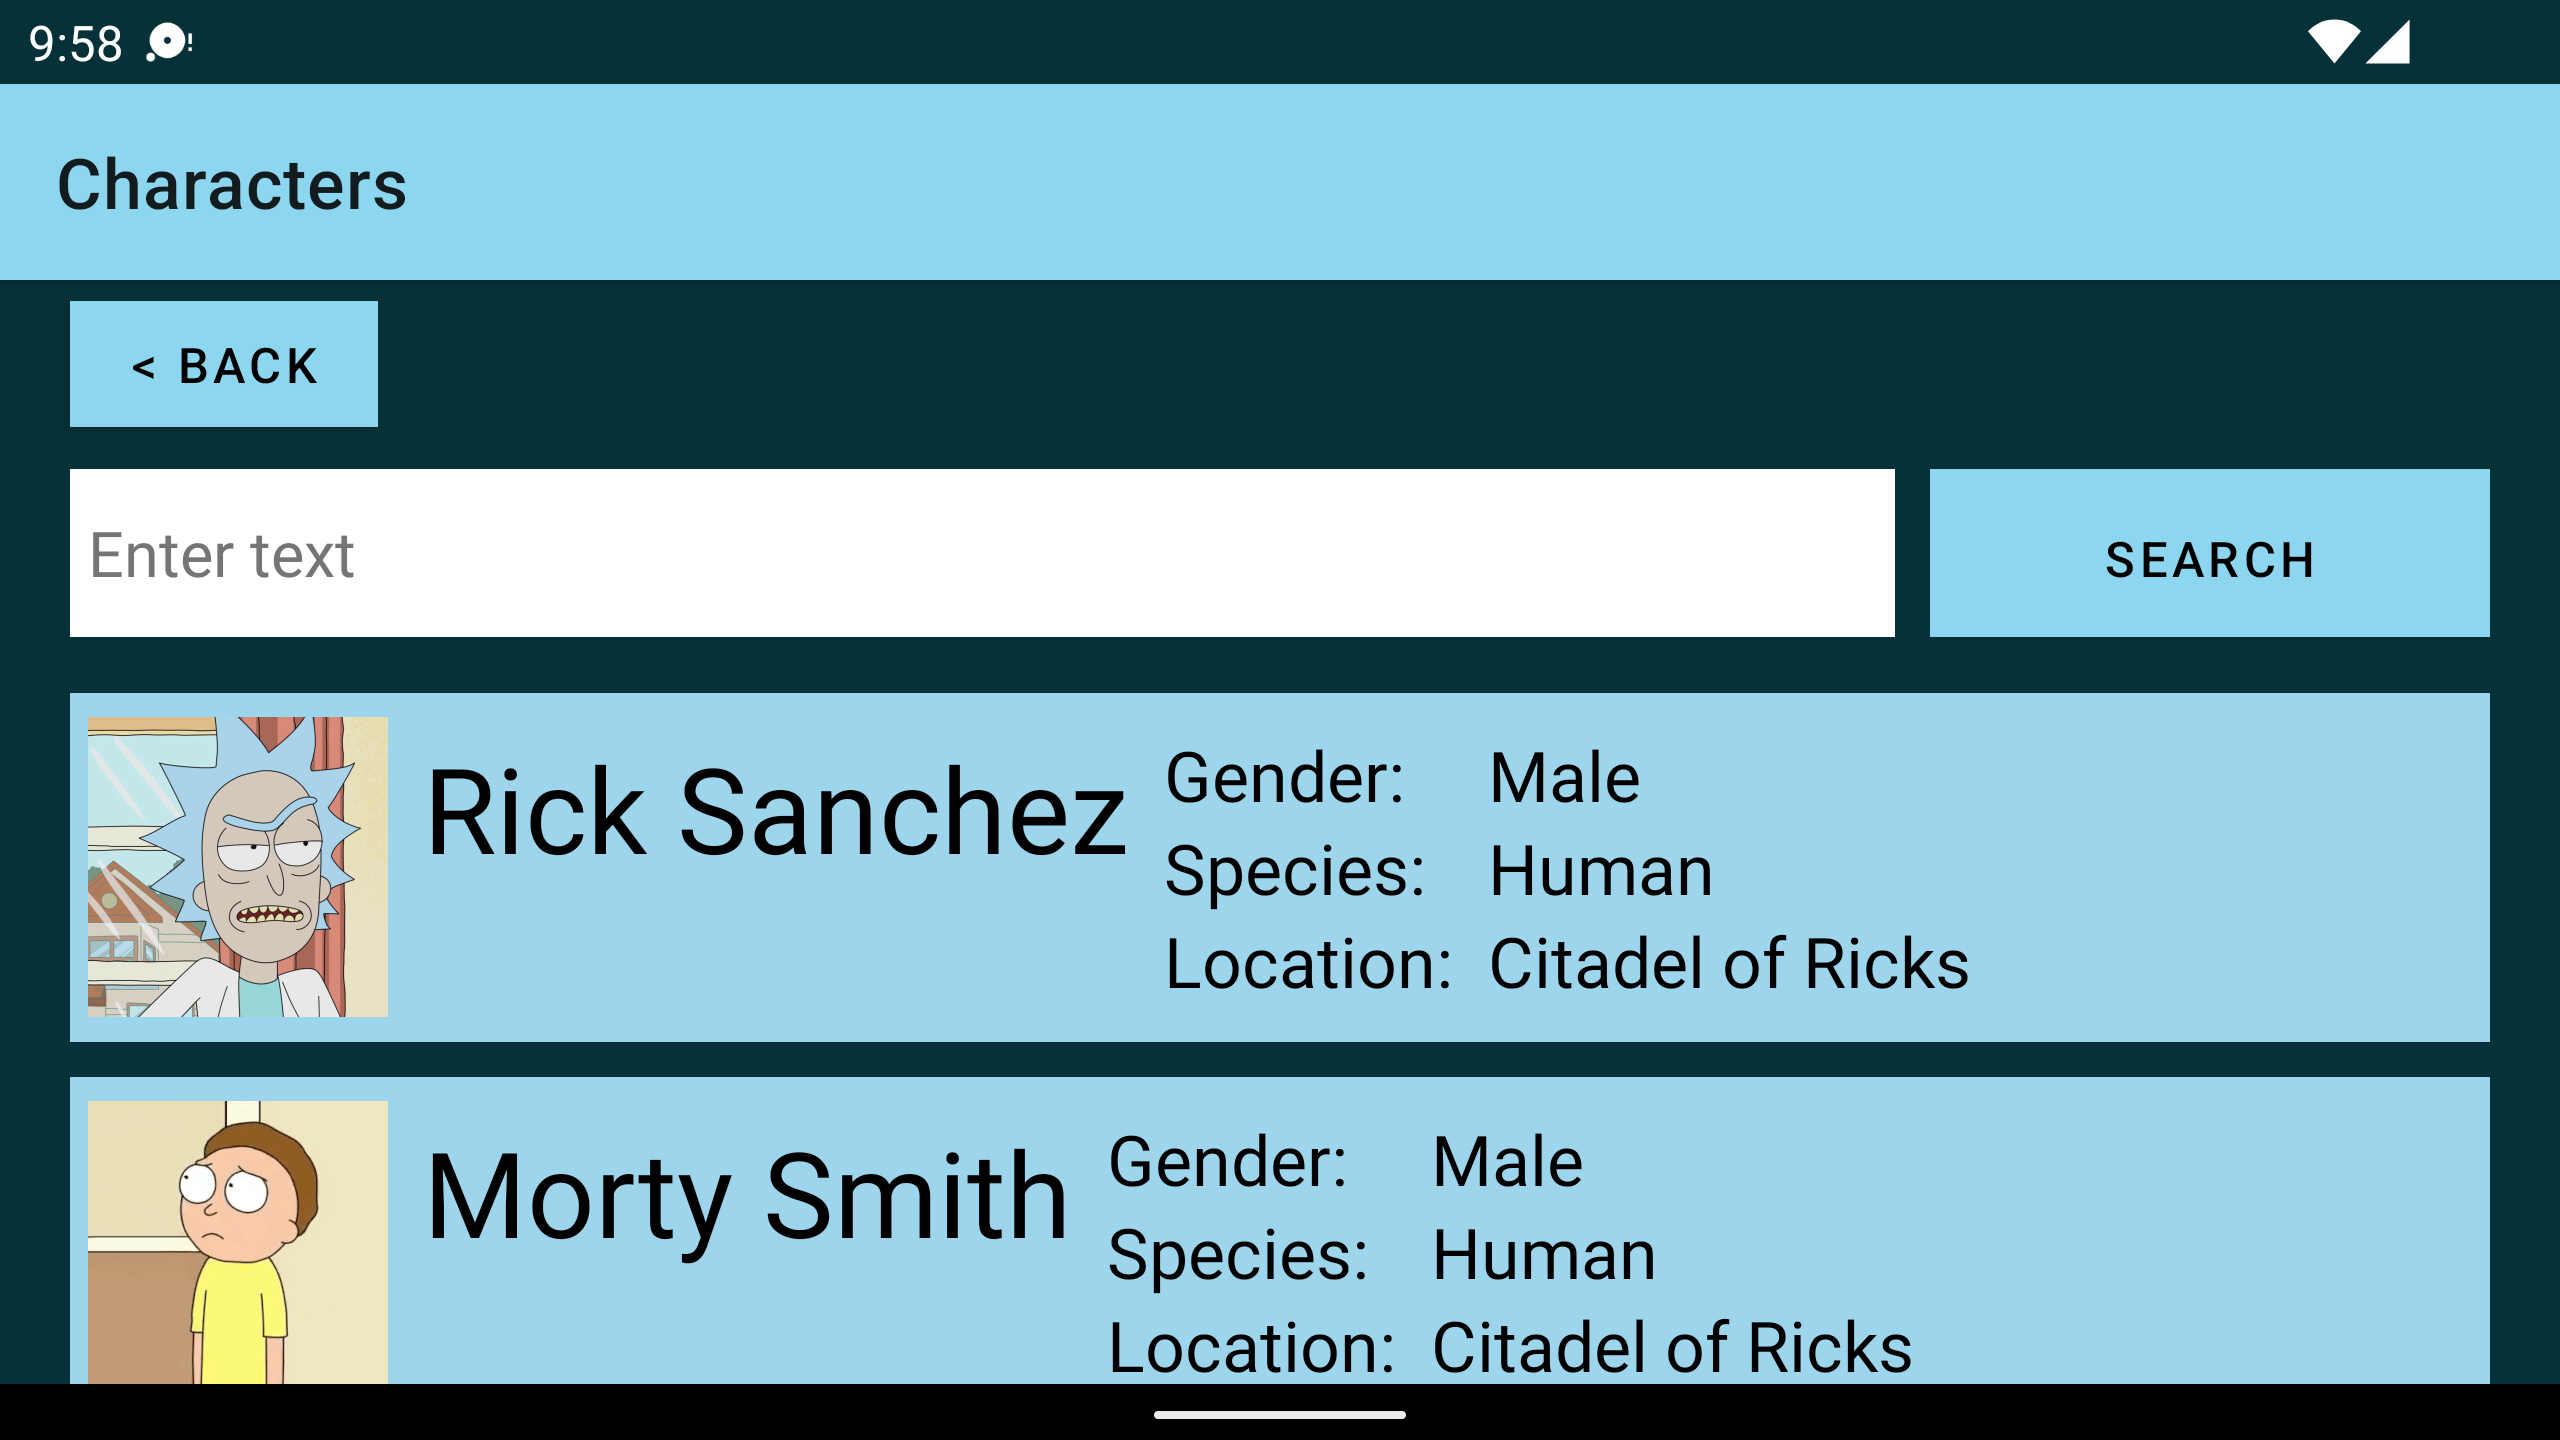 9:58
Characters
< BACK
Enter text
SEARCH
Rick Sanchez
Gender: Male
Species: Human
Location: Citadel of Ricks
Morty Smith
Gender: Male
Species: Human
Location: Citadel of Ricks